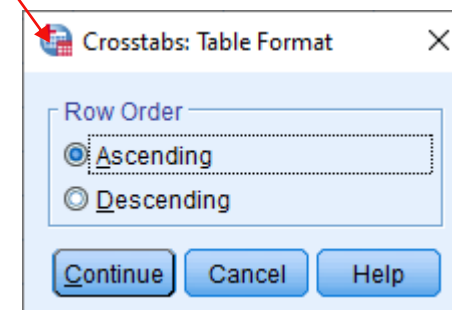 Crosstabs: Table Format
Row Order
Ascending
Descending
Continue Cancel Help